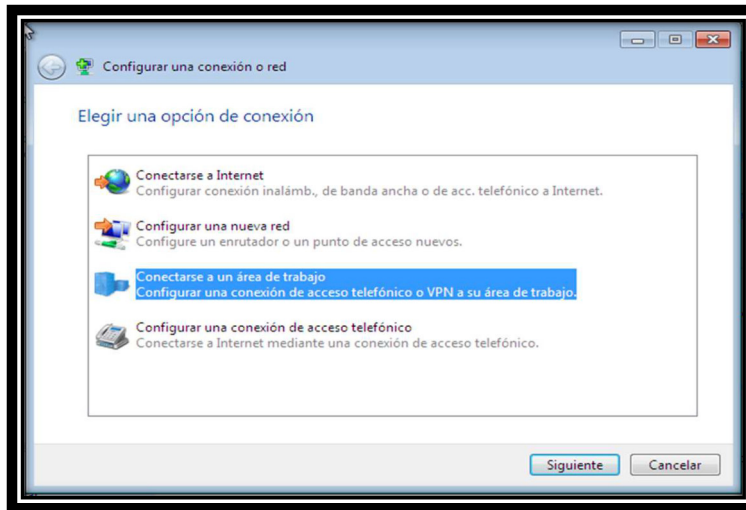 Configurar una conexión o red
Elegir una opción de conexión
Conectarse a Internet
Configurar conexión inalámb., de banda ancha o de acc. telefónico a Internet.
Configurar una nueva red
Configure un enrutador o un punto de acceso nuevos.
Conectarse a un área de trabajo
Configurar una conexión de acceso telefónico o VPN a su área de trabajo.
Configurar una conexión de acceso telefónico
Conectarse a Internet mediante una conexión de acceso telefónico.
Siguiente Cancelar